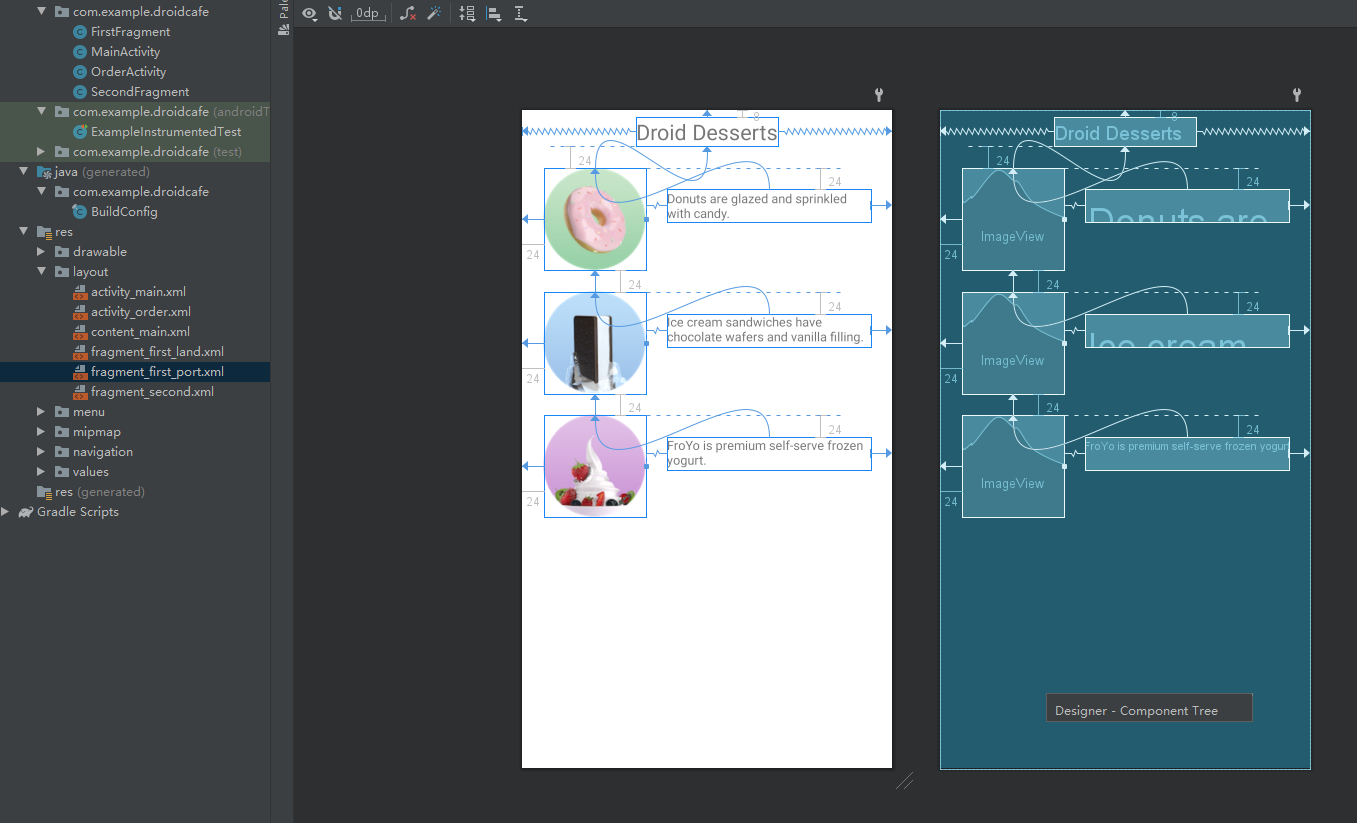 com.example.droidcafe
FirstFragment
MainActivity
OrderActivity
SecondFragment
com.example.droidcafe (androidT
ExampleInstrumentedTest
com.example.droidcafe (test)
java (generated)
com.example.droidcafe
BuildConfig
res
drawable
layout
activity_main.xml
activity_order.xml
content_main.xml
fragment_first_land.xml
fragment_first_port.xml
fragment_second.xml
menu
mipmap
navigation
values
res (generated)
Gradle Scripts
Pale
0dp
8
Droid Desserts
24
24
Donuts are glazed and sprinkled
with candy.
24
24
24
Ice cream sandwiches have
chocolate wafers and vanilla filling.
24
24
24
FroYo is premium self-serve frozen
yogurt.
24
8
Droid Desserts
24
24
Donuts are
ImageView
24
24
24
Ice cream
ImageView
24
24
24
FroYo is premium self-serve frozen yogur
ImageView
24
Designer - Component Tree